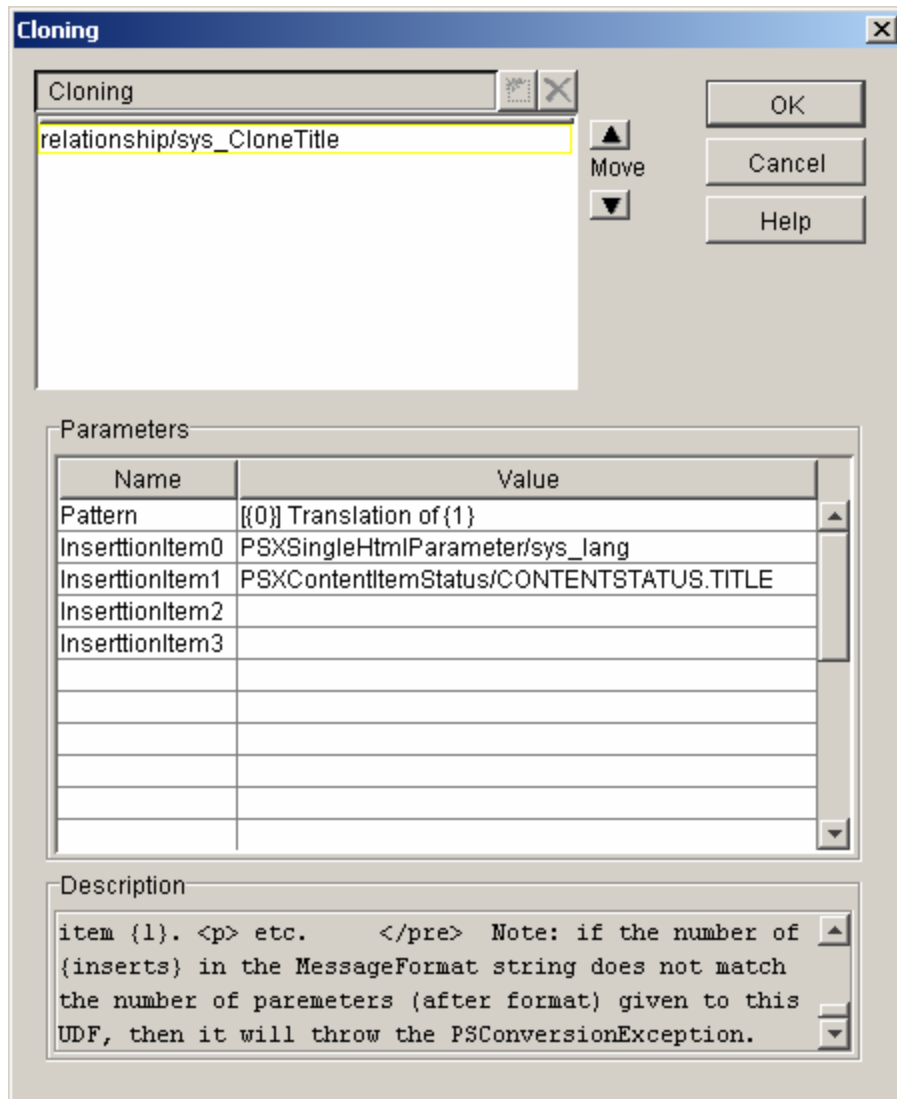 Cloning
Cloning
OK
relationship/sys_CloneTitle
Move
Cancel
Help
Parameters
Name Value
Pattern [{0}] Translation of {1}
InserttionItem0 PSXSingleHtmlParameter/sys_lang
InserttionItem1 PSXContentItemStatus/CONTENTSTATUS.TITLE
InserttionItem2
InserttionItem3
Description
item {1}. <p> etc. </pre> Note: if the number of
{inserts} in the MessageFormat string does not match
the number of paremeters (after format) given to this
UDF, then it will throw the PSConversionException.